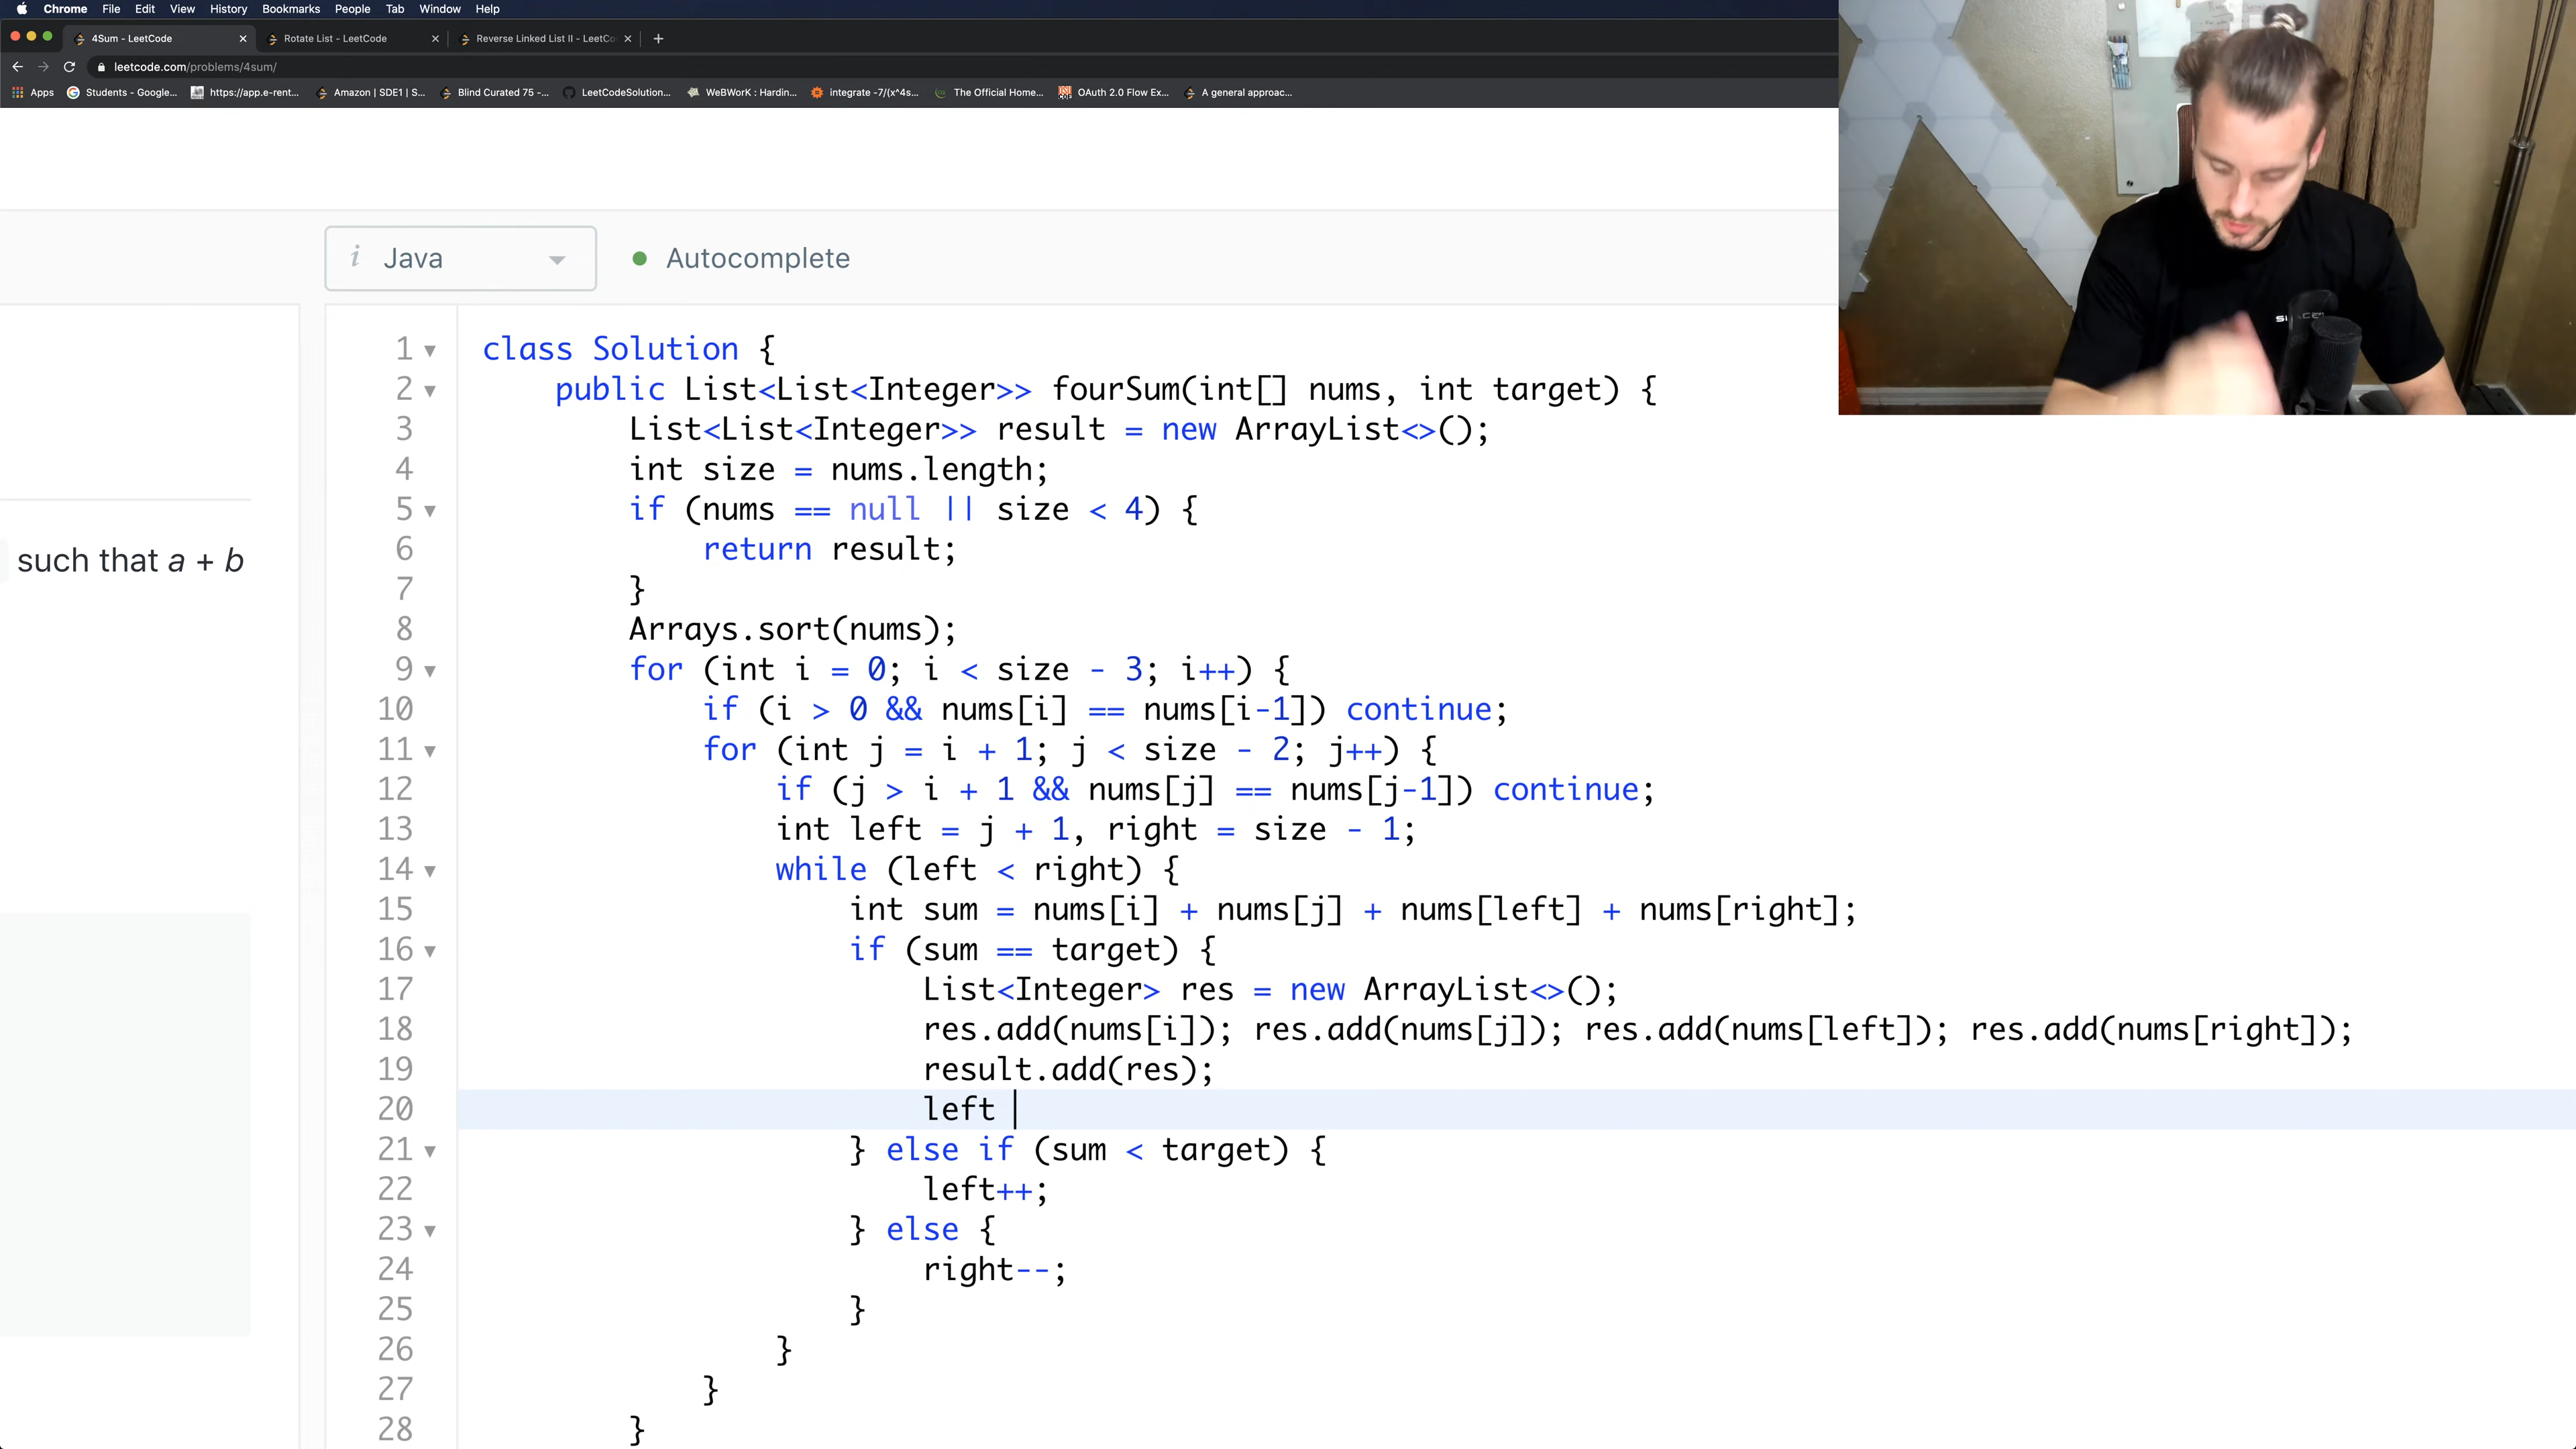 Chrome File Edit View History Bookmarks People Tab Window Help
4Sum - LeetCode Rotate List - LeetCode Reverse Linked List II - LeetCo
leetcode.com/problems/4sum/
Apps Students - Google... https://app.e-rent... Amazon | SDE1 | S... Blind Curated 75 -... LeetCodeSolution... WeBWorK : Hardin... integrate -7/(x^4s... The Official Home... OAuth 2.0 Flow Ex... A general approac...
i Java Autocomplete
such that a + b
1 class Solution {
2 public List<List<Integer>> fourSum(int[] nums, int target) {
3 List<List<Integer>> result = new ArrayList<>();
4 int size = nums.length;
5 if (nums == null || size < 4) {
6 return result;
7 }
8 Arrays.sort(nums);
9 for (int i = 0; i < size - 3; i++) {
10 if (i > 0 && nums[i] == nums[i-1]) continue;
11 for (int j = i + 1; j < size - 2; j++) {
12 if (j > i + 1 && nums[j] == nums[j-1]) continue;
13 int left = j + 1, right = size - 1;
14 while (left < right) {
15 int sum = nums[i] + nums[j] + nums[left] + nums[right];
16 if (sum == target) {
17 List<Integer> res = new ArrayList<>();
18 res.add(nums[i]); res.add(nums[j]); res.add(nums[left]); res.add(nums[right]);
19 result.add(res);
20 left
21 } else if (sum < target) {
22 left++;
23 } else {
24 right--;
25 }
26 }
27 }
28 }